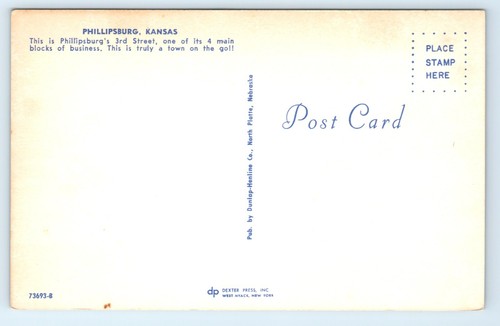 PHILLIPSBURG, KANSAS
This is Phillipsburg's 3rd Street, one of its 4 main
blocks of business. This is truly a town on the go!!
PLACE
STAMP
HERE
Post Card
Pub. by Dunlap-Henline Co., North Platte, Nebraska
73693-B
dp DEXTER PRESS, INC.
WEST NYACK, NEW YORK